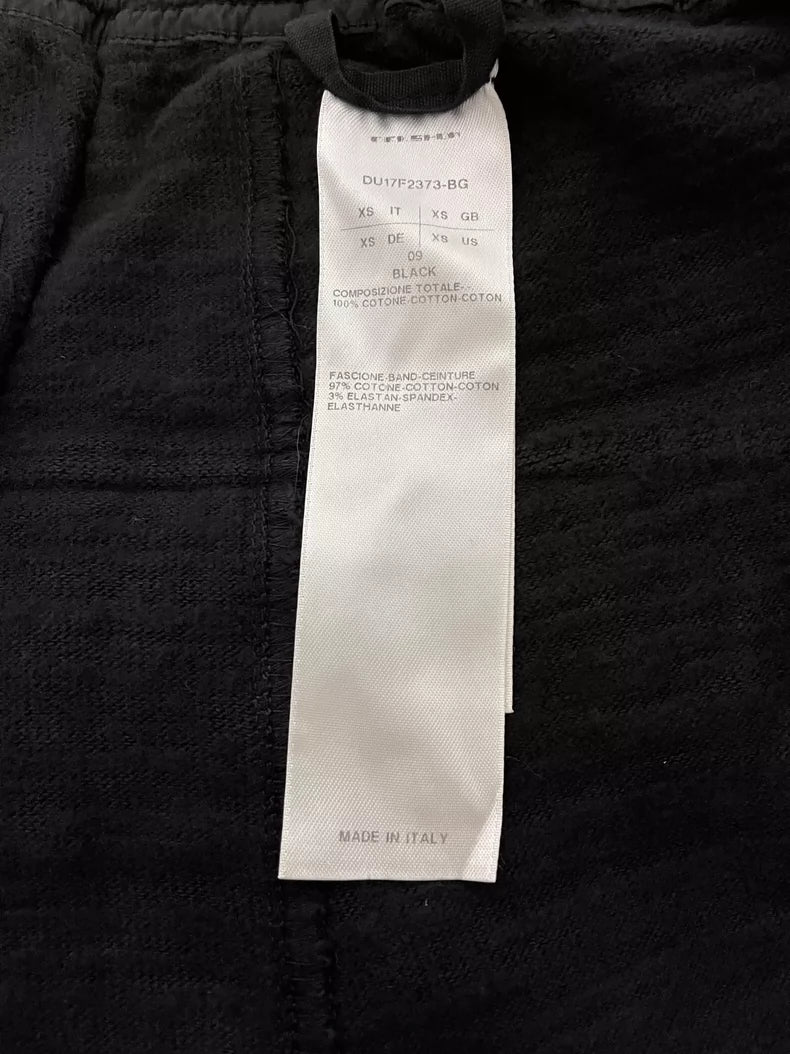 DU17F2373-BG
XS IT XS GB
XS DE XS US
09
BLACK
COMPOSIZIONE TOTALE- -
100% COTONE-COTTON-COTON
FASCIONE-BAND-CEINTURE
97% COTONE-COTTON-COTON
3% ELASTAN-SPANDEX-
ELASTHANNE
MADE IN ITALY